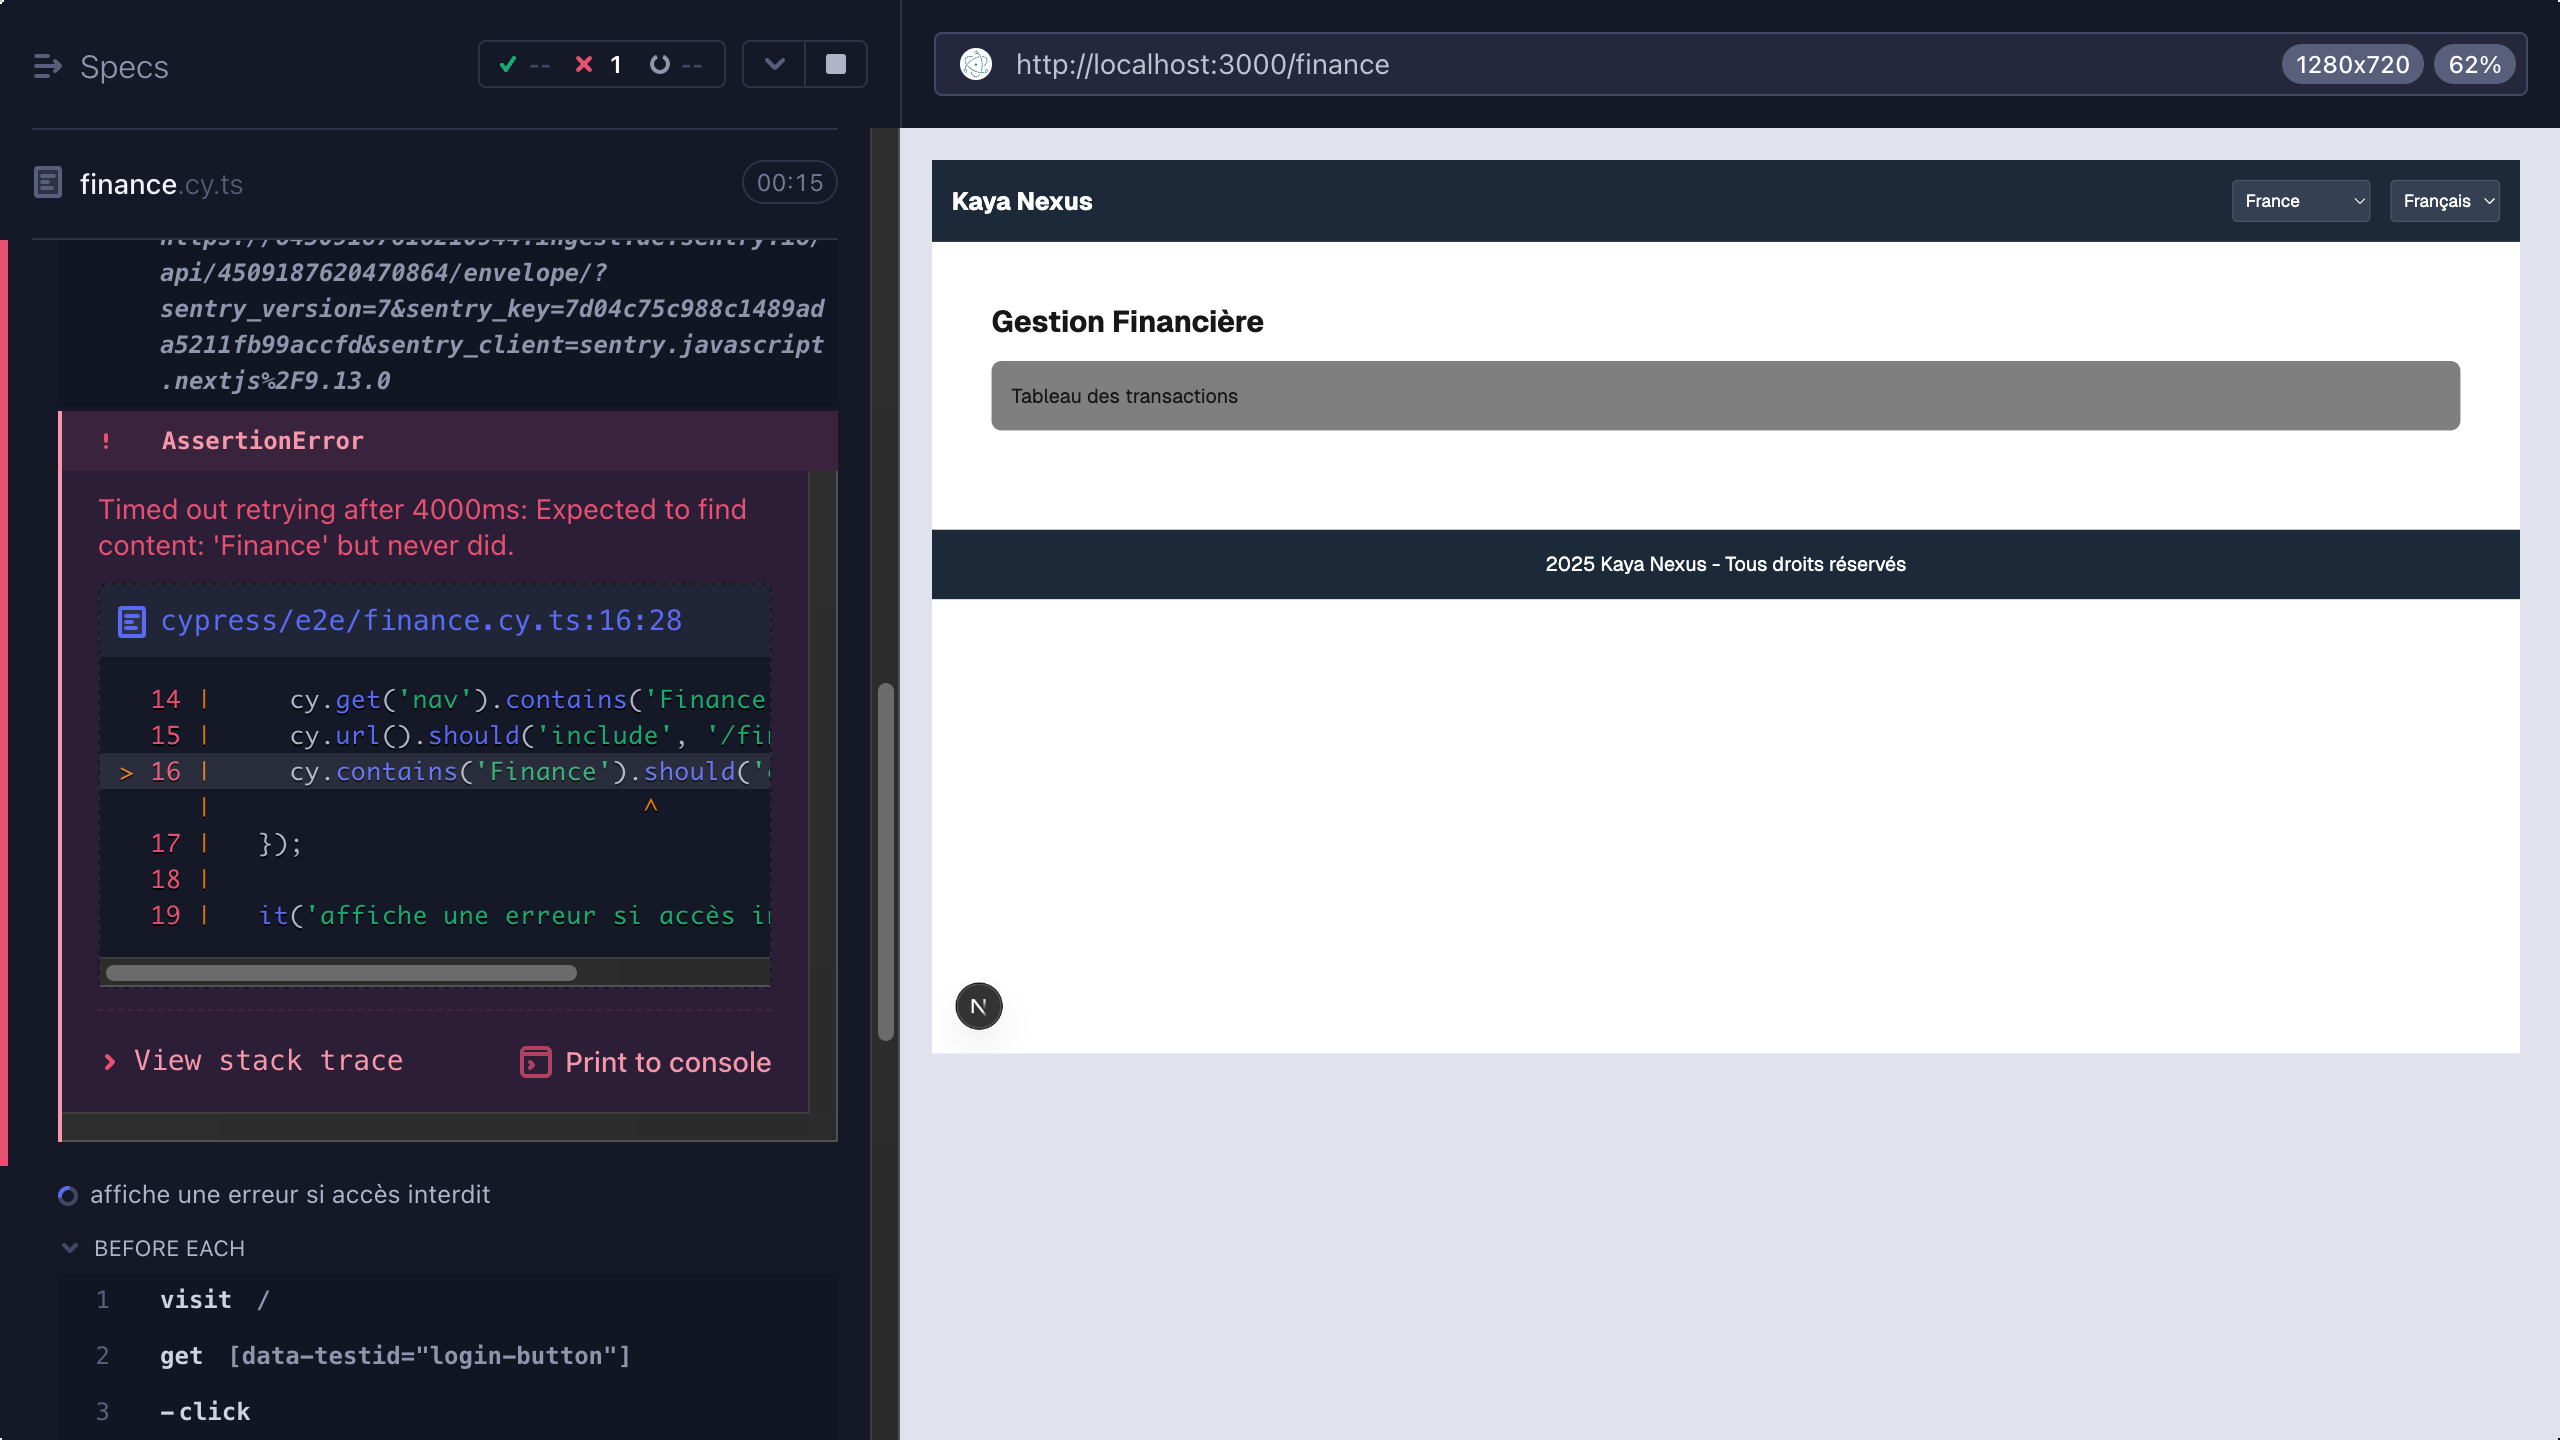 Specs
-- 1 --
finance.cy.ts
00:15
api/4509187620470864/envelope/?
sentry_version=7&sentry_key=7d04c75c988c1489ad
a5211fb99accfd&sentry_client=sentry.javascript
.nextjs%2F9.13.0
! AssertionError
Timed out retrying after 4000ms: Expected to find
content: 'Finance' but never did.
cypress/e2e/finance.cy.ts:16:28
14 | cy.get('nav').contains('Finance
15 | cy.url().should('include', '/fi
> 16 | cy.contains('Finance').should('
| ^
17 | });
18 |
19 | it('affiche une erreur si accès i
View stack trace
Print to console
affiche une erreur si accès interdit
BEFORE EACH
1 visit /
2 get [data-testid="login-button"]
3 -click
http://localhost:3000/finance
1280x720
62%
Kaya Nexus
France
Français
Gestion Financière
Tableau des transactions
2025 Kaya Nexus - Tous droits réservés
N